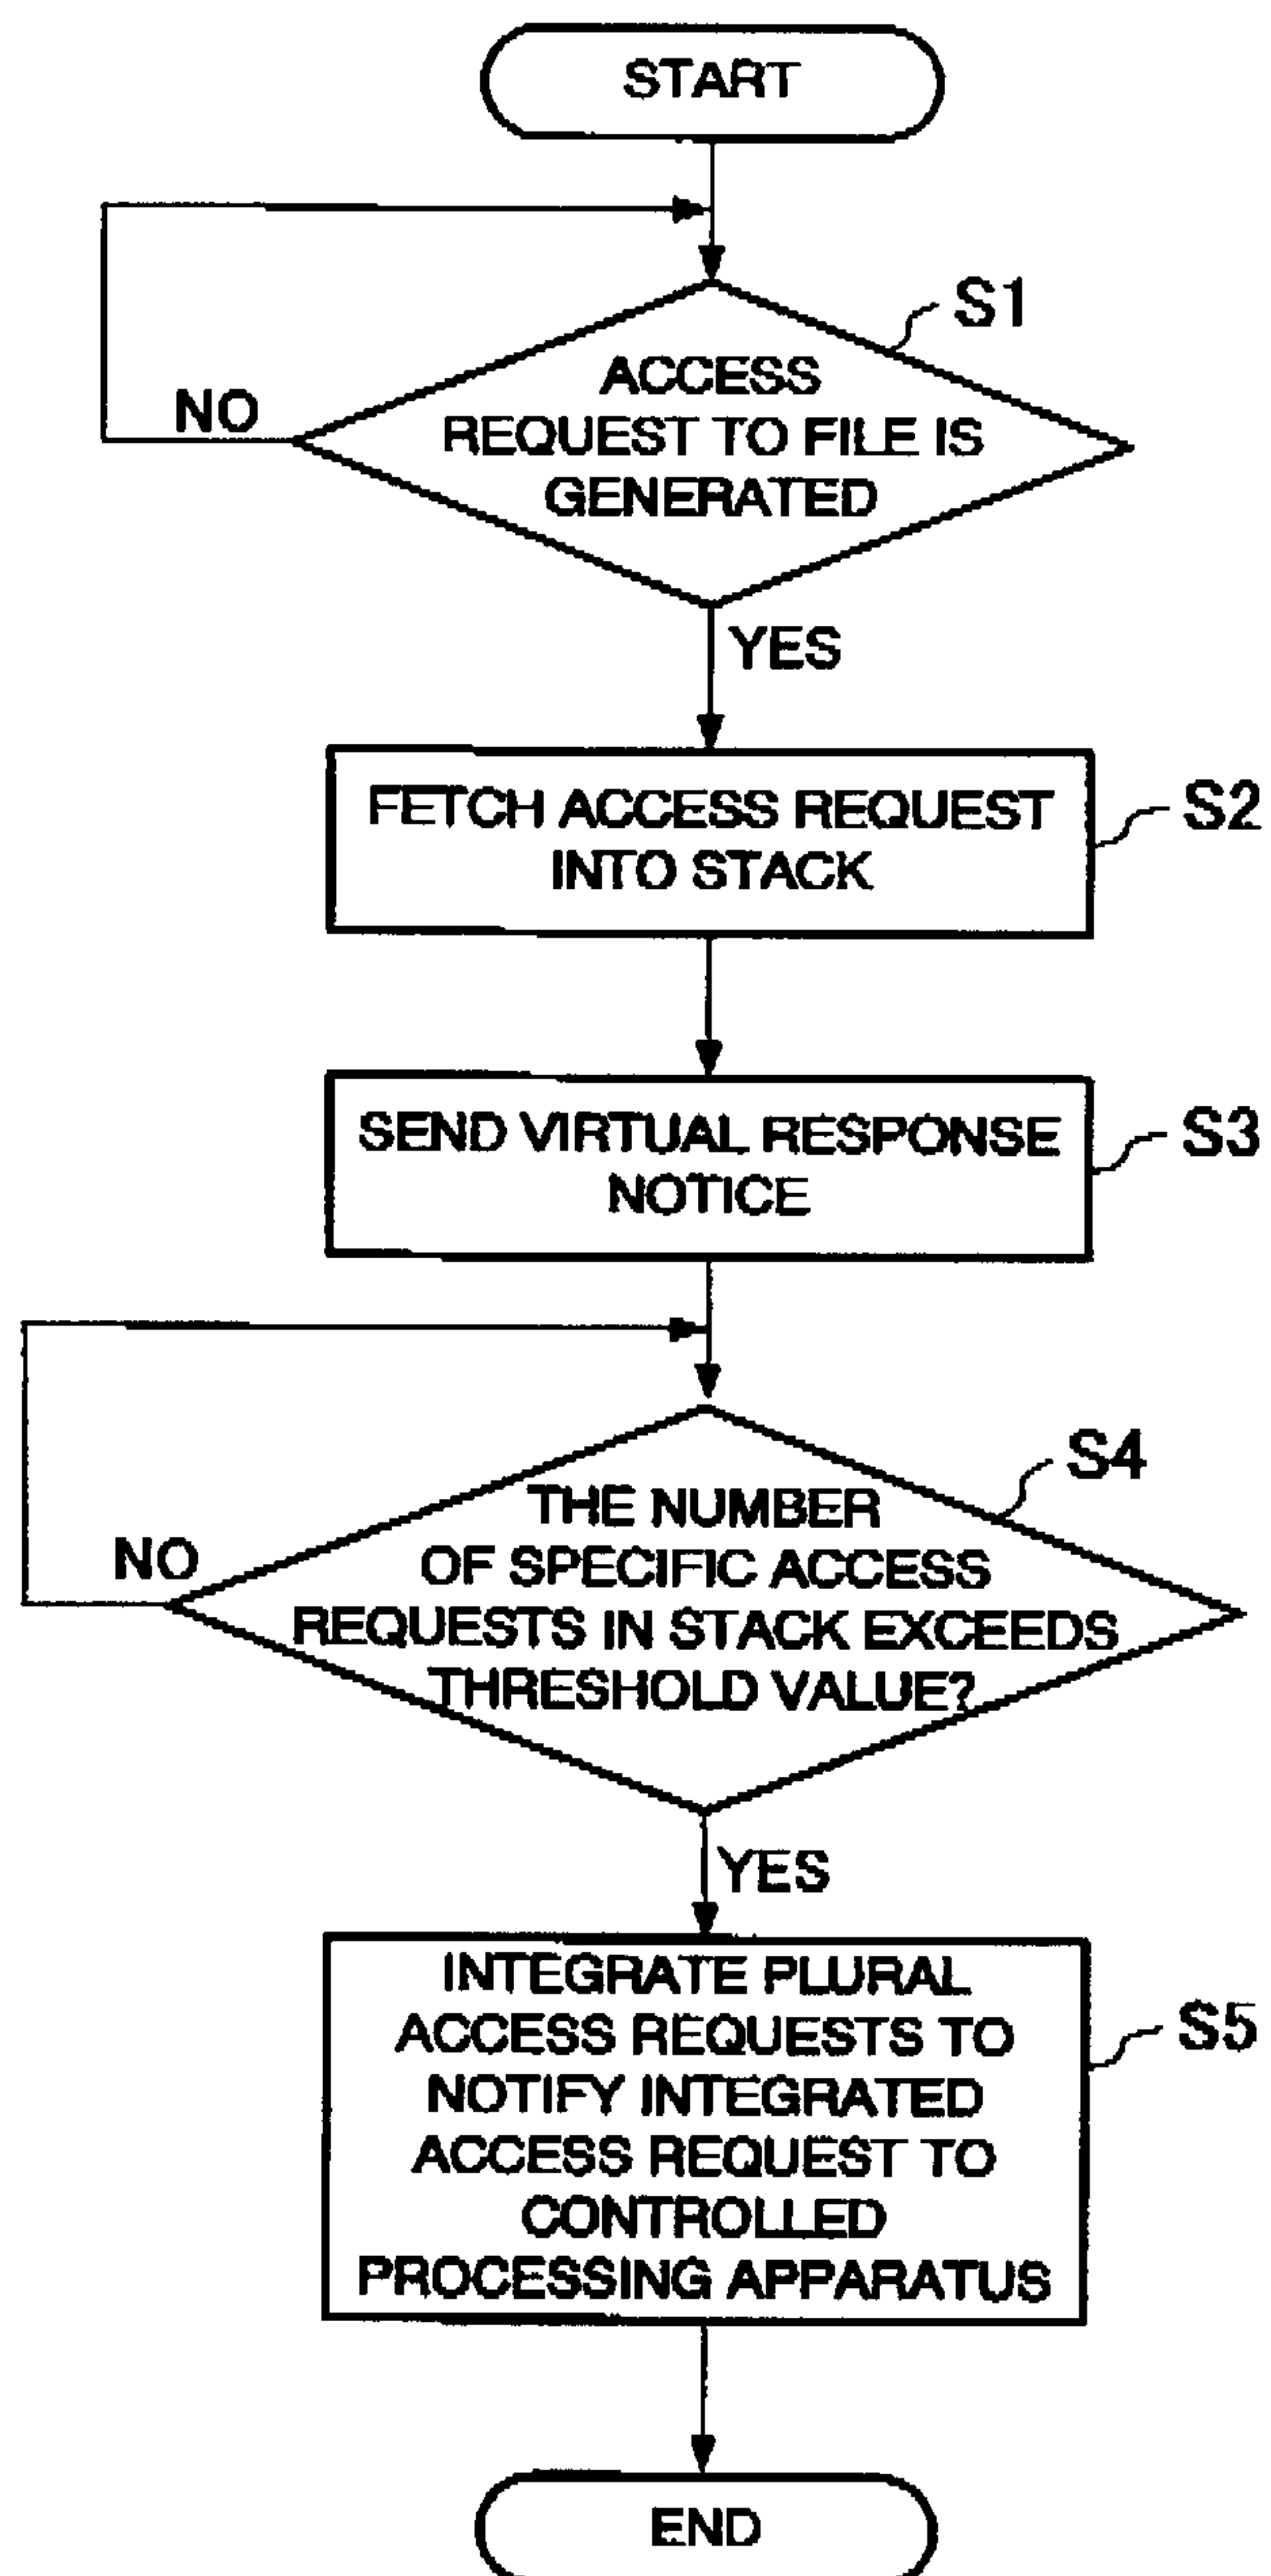 START
S1
ACCESS
REQUEST TO FILE IS
GENERATED
NO
YES
FETCH ACCESS REQUEST
INTO STACK
S2
SEND VIRTUAL RESPONSE
NOTICE
S3
S4
THE NUMBER
OF SPECIFIC ACCESS
REQUESTS IN STACK EXCEEDS
THRESHOLD VALUE?
NO
YES
INTEGRATE PLURAL
ACCESS REQUESTS TO
NOTIFY INTEGRATED
ACCESS REQUEST TO
CONTROLLED
PROCESSING APPARATUS
S5
END